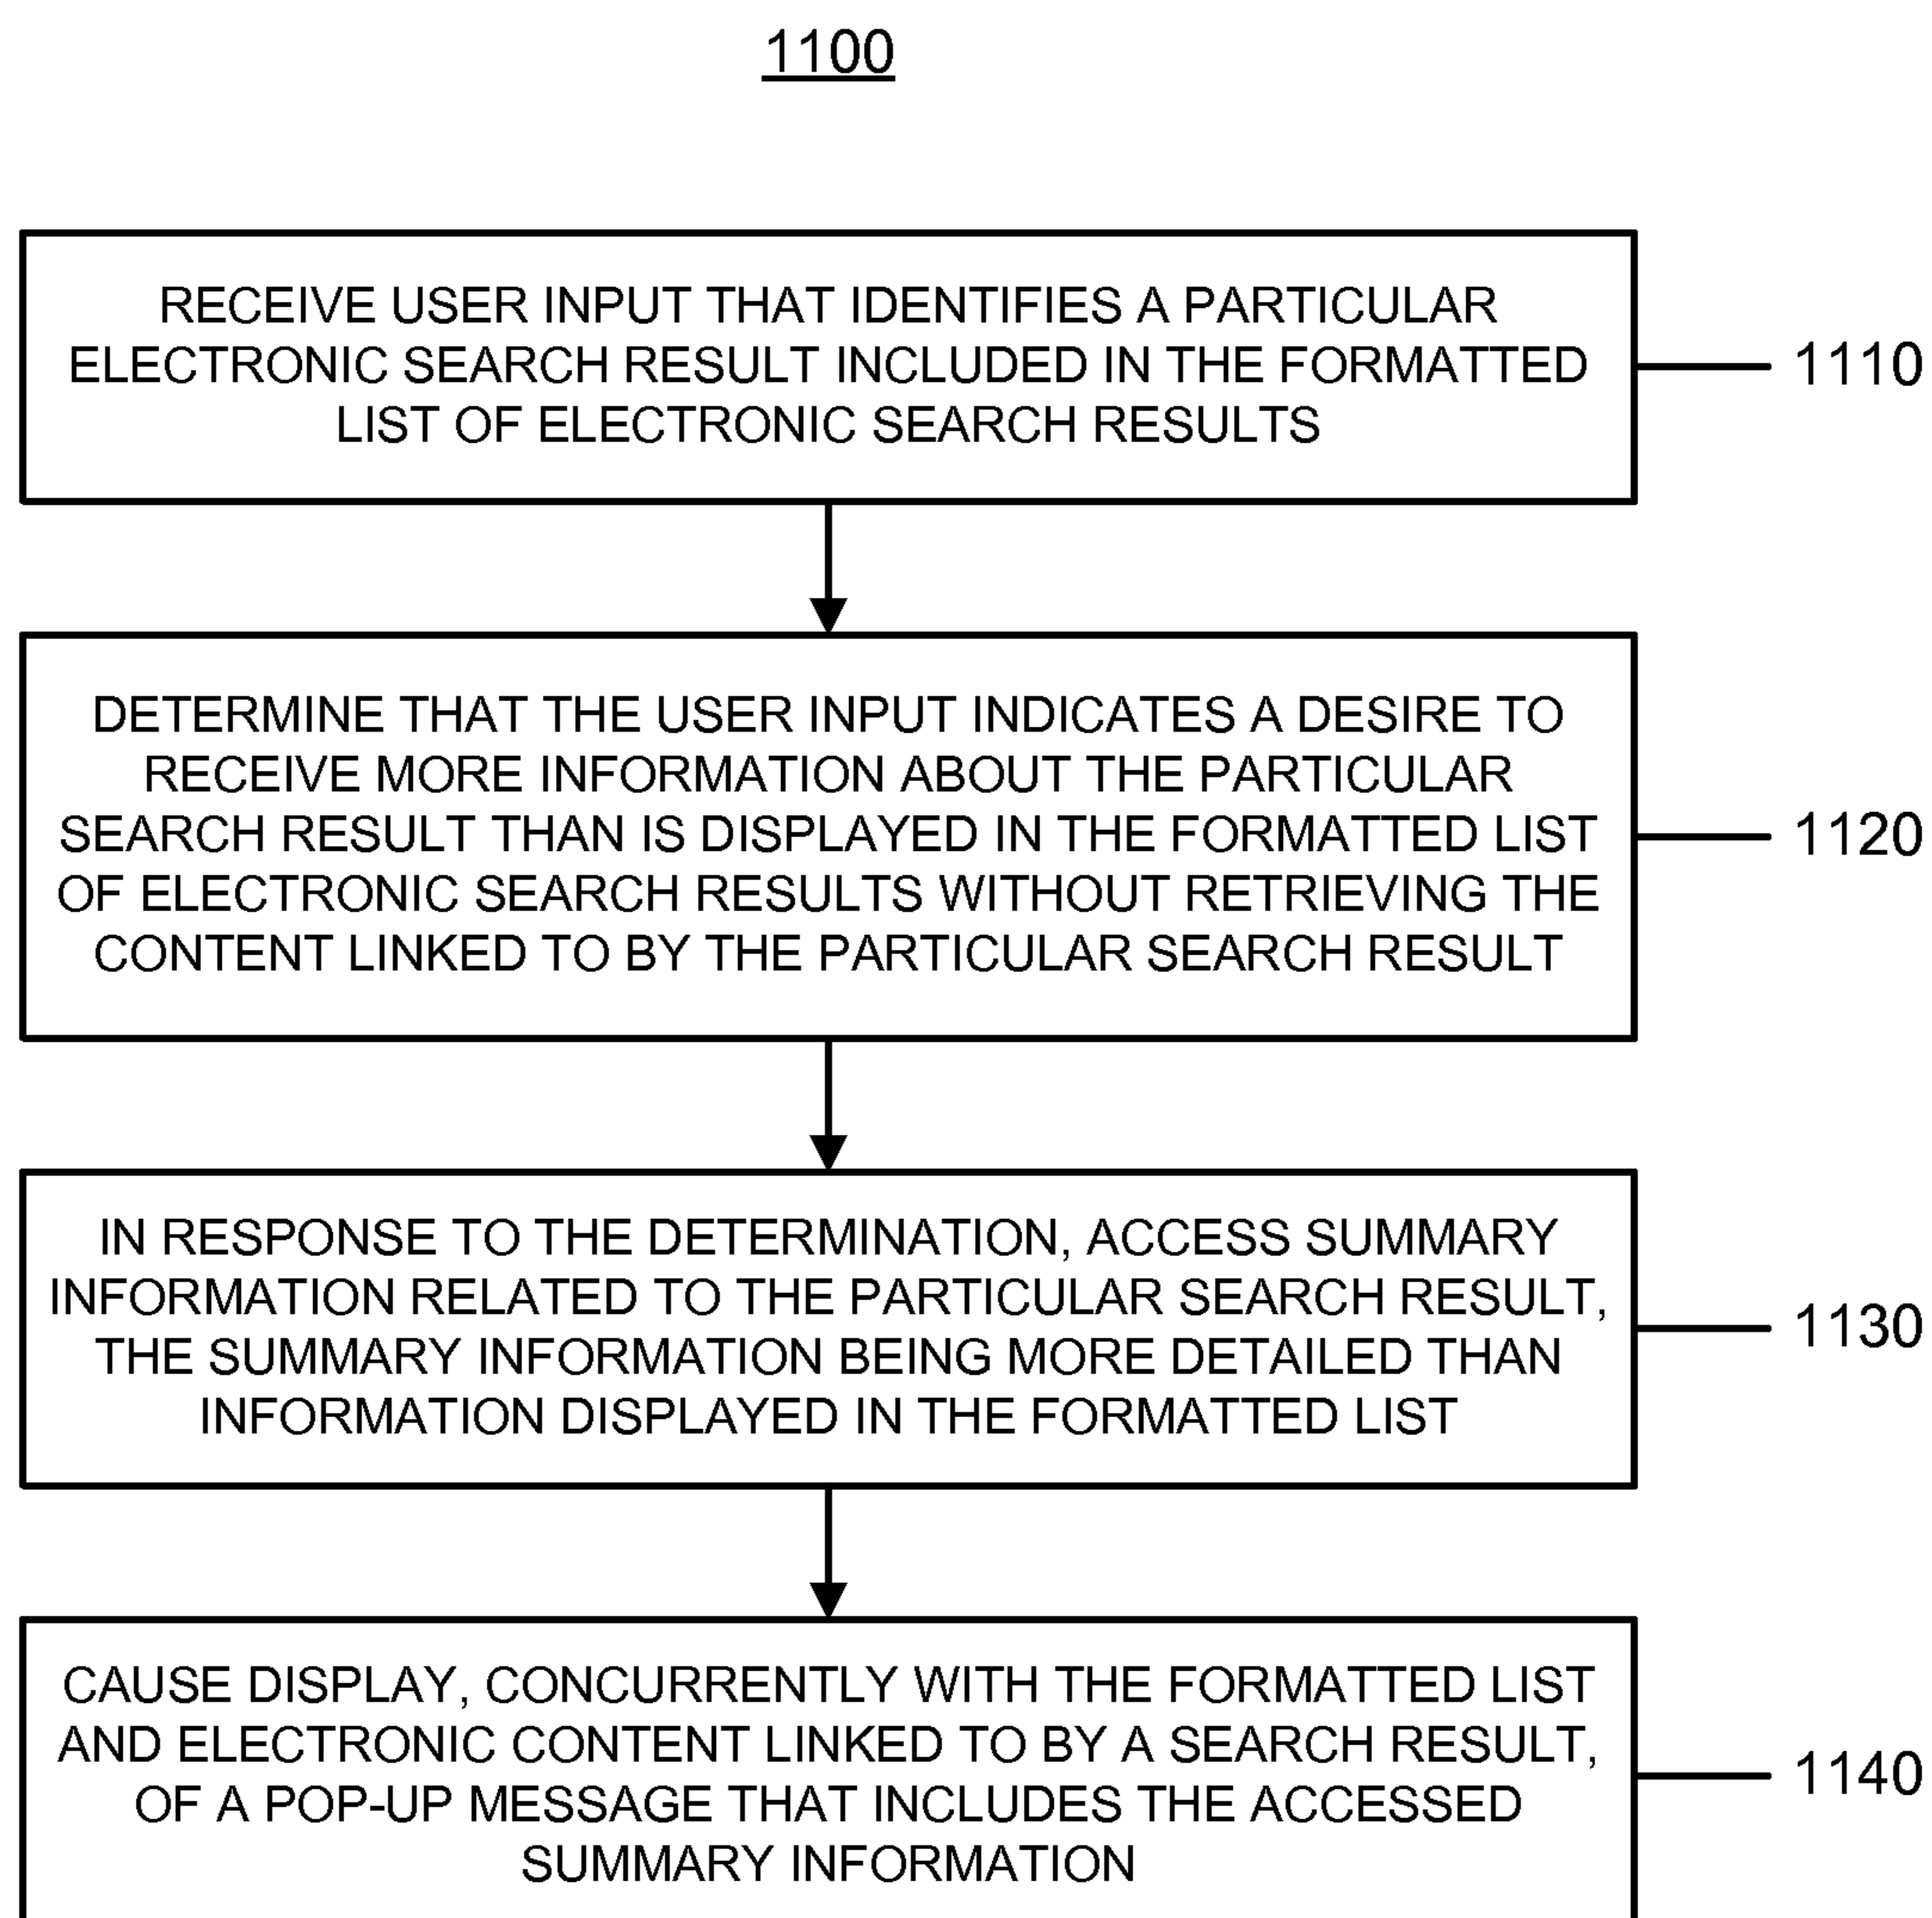 1100
RECEIVE USER INPUT THAT IDENTIFIES A PARTICULAR
ELECTRONIC SEARCH RESULT INCLUDED IN THE FORMATTED
LIST OF ELECTRONIC SEARCH RESULTS
1110
DETERMINE THAT THE USER INPUT INDICATES A DESIRE TO
RECEIVE MORE INFORMATION ABOUT THE PARTICULAR
SEARCH RESULT THAN IS DISPLAYED IN THE FORMATTED LIST
OF ELECTRONIC SEARCH RESULTS WITHOUT RETRIEVING THE
CONTENT LINKED TO BY THE PARTICULAR SEARCH RESULT
1120
IN RESPONSE TO THE DETERMINATION, ACCESS SUMMARY
INFORMATION RELATED TO THE PARTICULAR SEARCH RESULT,
THE SUMMARY INFORMATION BEING MORE DETAILED THAN
INFORMATION DISPLAYED IN THE FORMATTED LIST
1130
CAUSE DISPLAY, CONCURRENTLY WITH THE FORMATTED LIST
AND ELECTRONIC CONTENT LINKED TO BY A SEARCH RESULT,
OF A POP-UP MESSAGE THAT INCLUDES THE ACCESSED
SUMMARY INFORMATION
1140